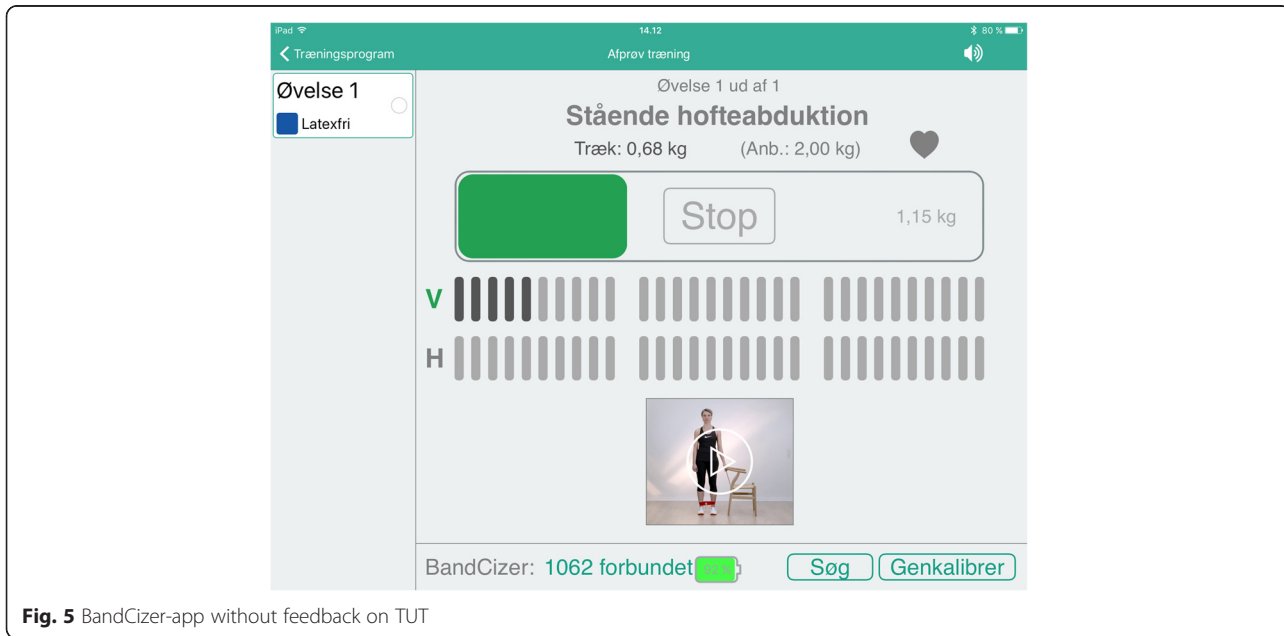 iPad 14.12 80 %
Træningsprogram Afprøv træning
Øvelse 1
Latexfri
Øvelse 1 ud af 1
Stående hofteabduktion
Træk: 0,68 kg (Anb.: 2,00 kg)
Stop 1,15 kg
V
H
BandCizer: 1062 forbundet Søg Genkalibrer
Fig. 5 BandCizer-app without feedback on TUT